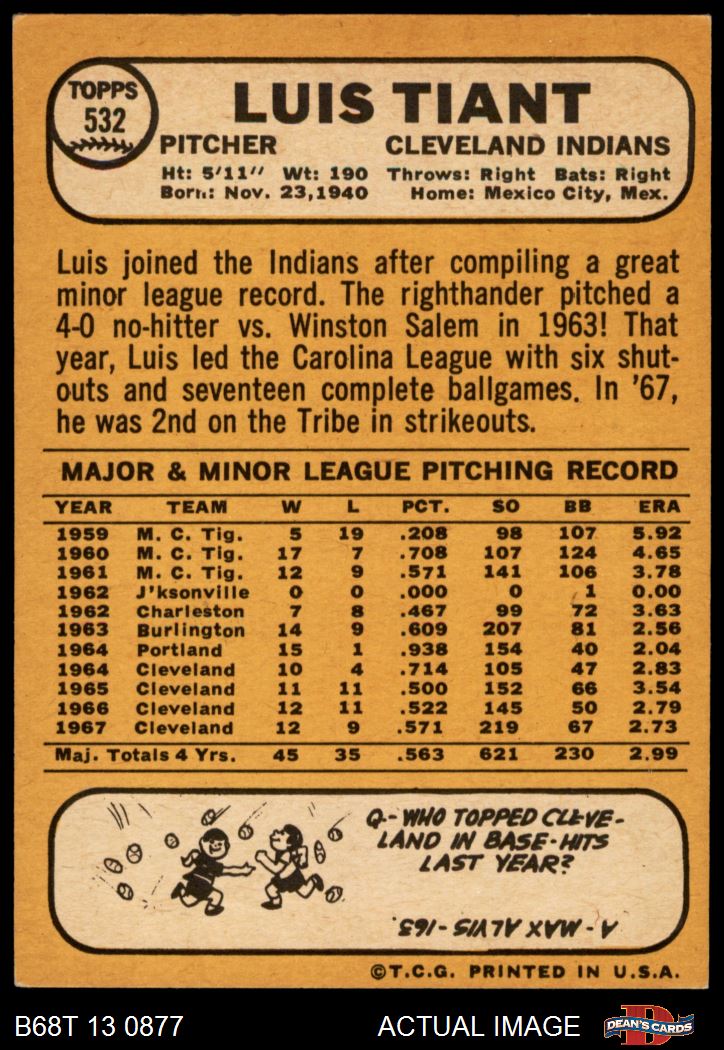 TOPPS
532
LUIS TIANT
PITCHER CLEVELAND INDIANS
Ht: 5'11" Wt: 190 Throws: Right Bats: Right
Born: Nov. 23,1940 Home: Mexico City, Mex.
Luis joined the Indians after compiling a great
minor league record. The righthander pitched a
4-0 no-hitter vs. Winston Salem in 1963! That
year, Luis led the Carolina League with six shut-
outs and seventeen complete ballgames. In '67,
he was 2nd on the Tribe in strikeouts.
MAJOR & MINOR LEAGUE PITCHING RECORD
YEAR TEAM W L PCT. SO BB ERA
1959 M. C. Tig. 5 19 .208 98 107 5.92
1960 M. C. Tig. 17 7 .708 107 124 4.65
1961 M. C. Tig. 12 9 .571 141 106 3.78
1962 J'ksonville 0 0 .000 0 1 0.00
1962 Charleston 7 8 .467 99 72 3.63
1963 Burlington 14 9 .609 207 81 2.56
1964 Portland 15 1 .938 154 40 2.04
1964 Cleveland 10 4 .714 105 47 2.83
1965 Cleveland 11 11 .500 152 66 3.54
1966 Cleveland 12 11 .522 145 50 2.79
1967 Cleveland 12 9 .571 219 67 2.73
Maj. Totals 4 Yrs. 45 35 .563 621 230 2.99
Q-WHO TOPPED CLEVE-
LAND IN BASE-HITS
LAST YEAR?
A-MAX ALVIS-163.
©T.C.G. PRINTED IN U.S.A.
B68T 13 0877 ACTUAL IMAGE
D
DEAN'S CARDS